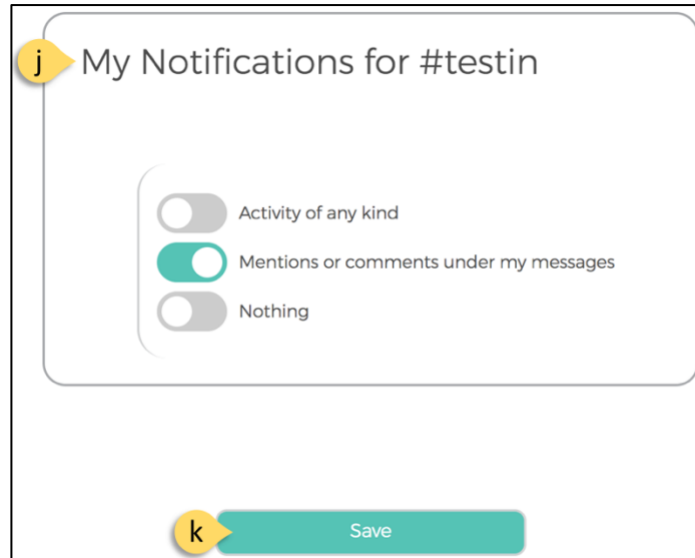 j My Notifications for #testin
Activity of any kind
Mentions or comments under my messages
Nothing
k Save